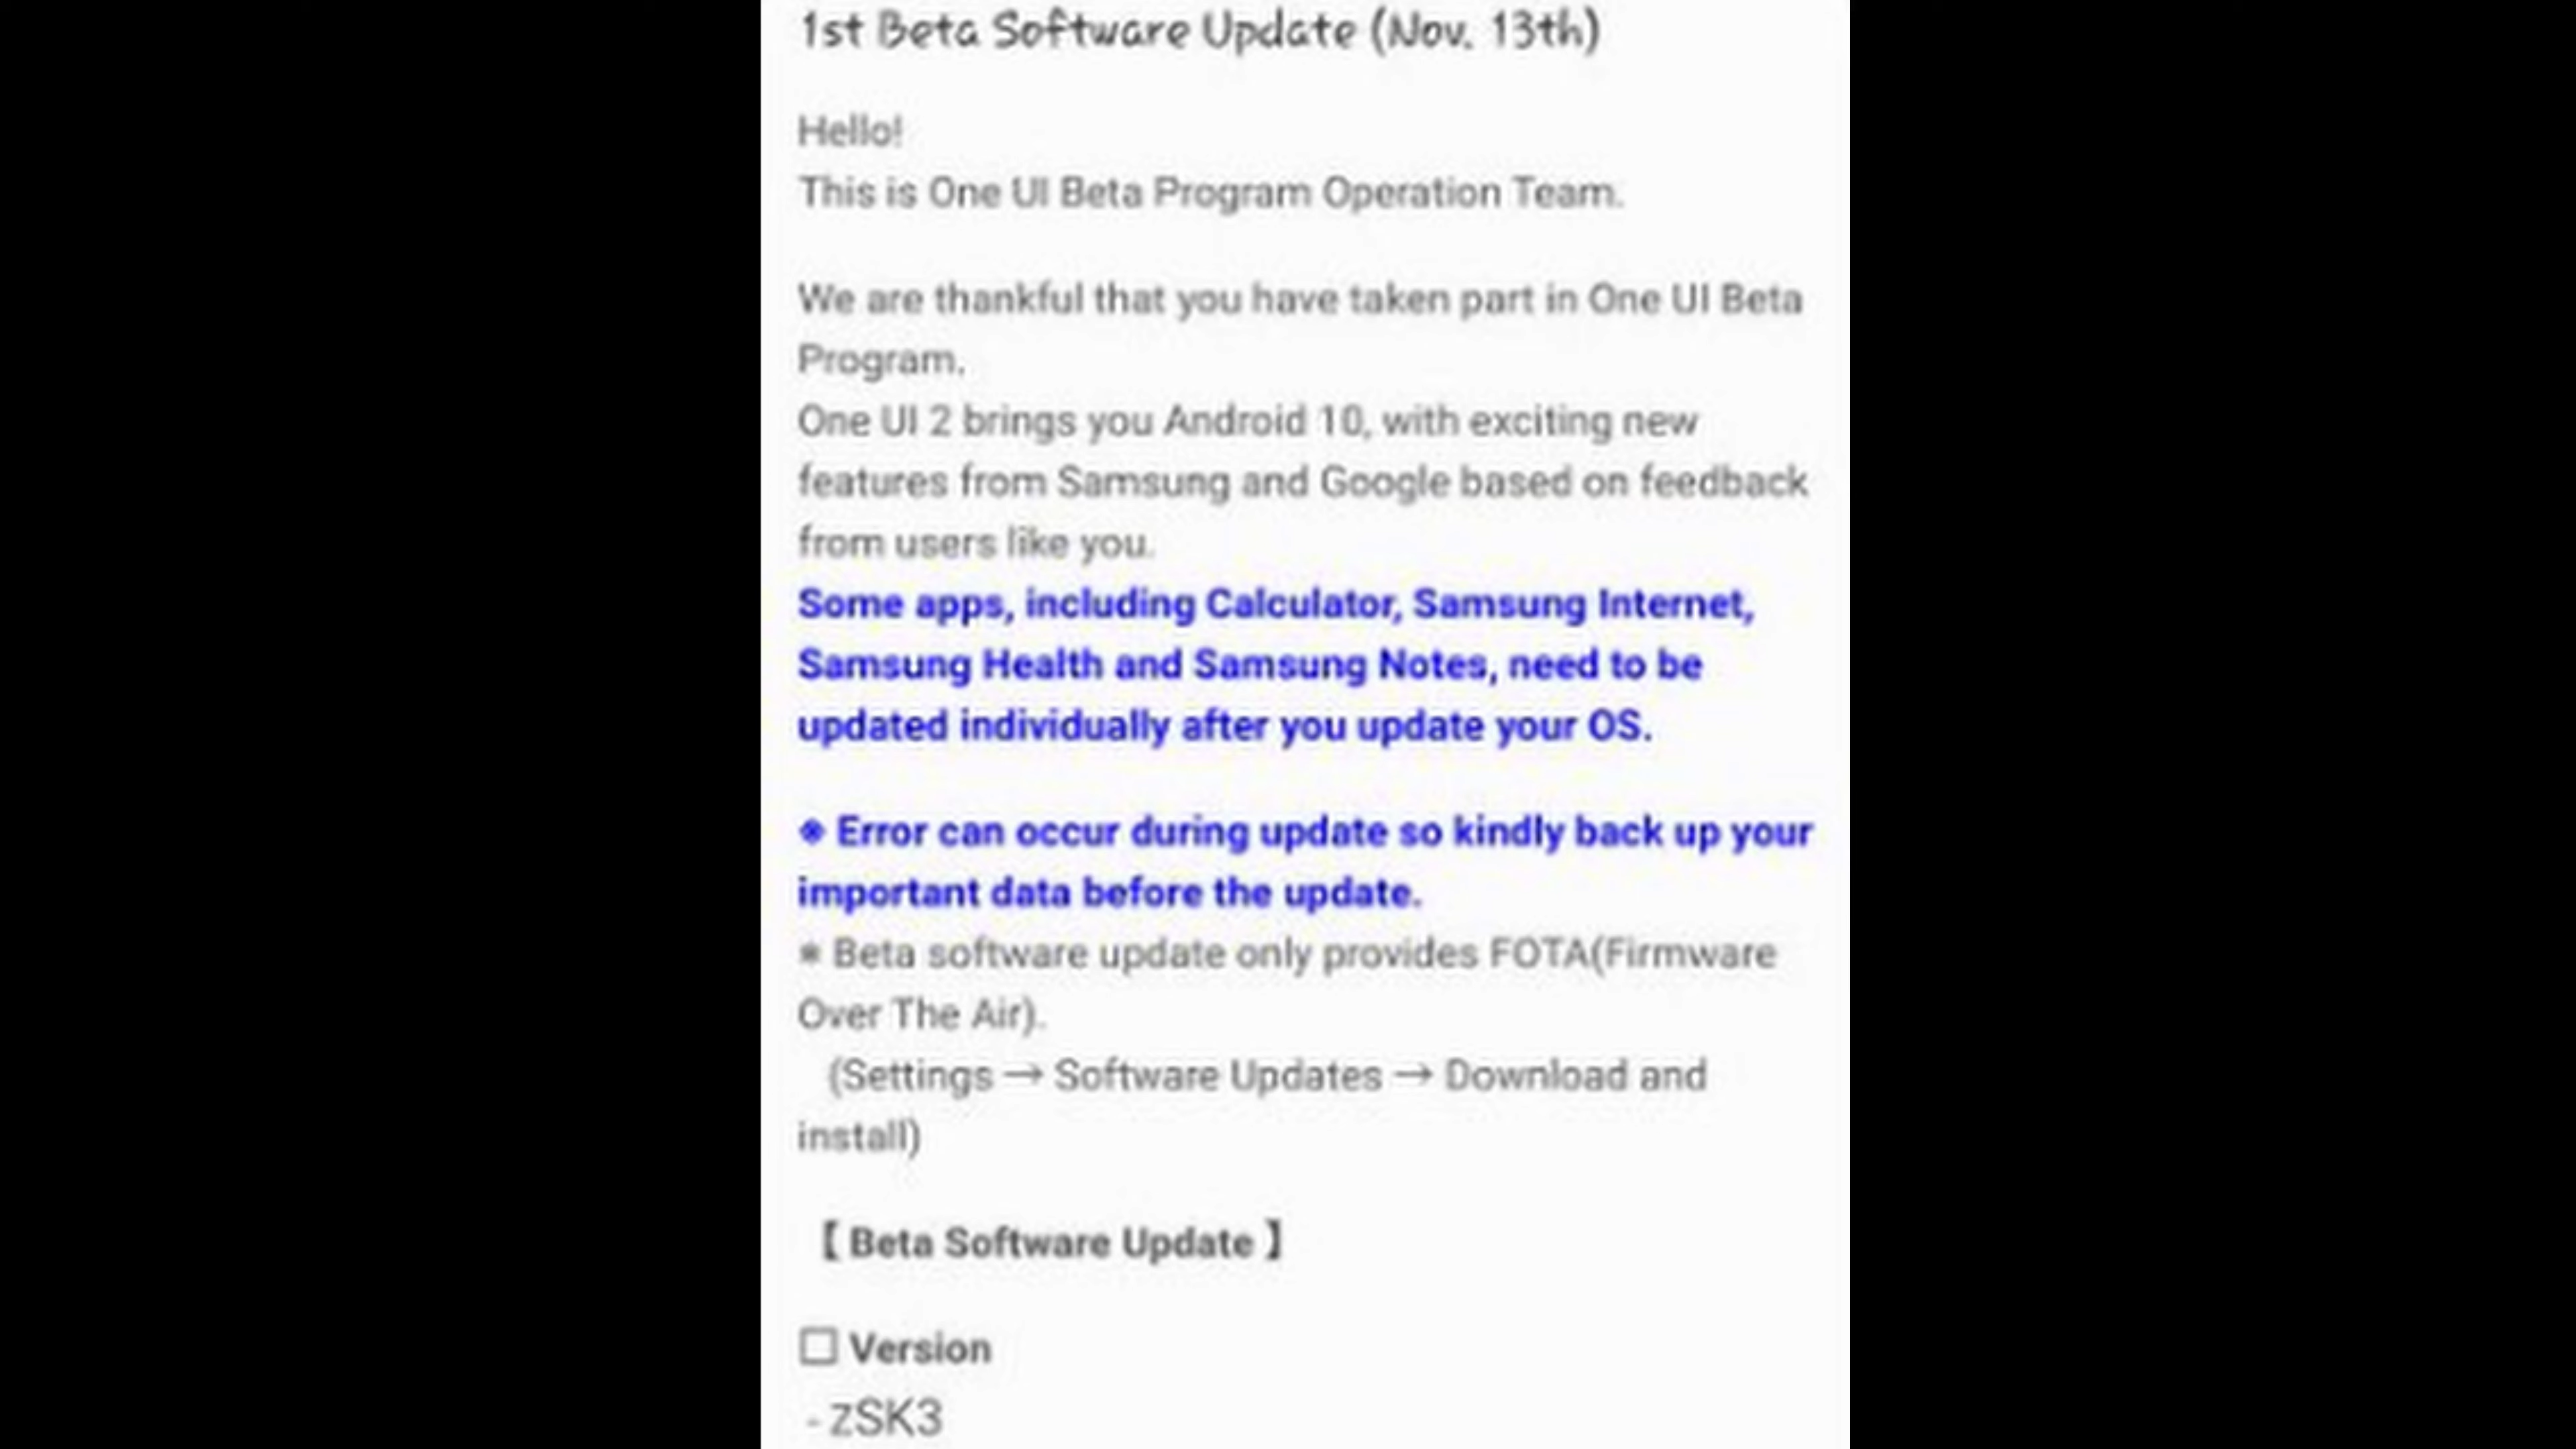 1st Beta Software Update (Nov. 13th)
Hello!
This is One UI Beta Program Operation Team.
We are thankful that you have taken part in One UI Beta
Program.
One UI 2 brings you Android 10, with exciting new
features from Samsung and Google based on feedback
from users like you.
Some apps, including Calculator, Samsung Internet,
Samsung Health and Samsung Notes, need to be
updated individually after you update your OS.
※ Error can occur during update so kindly back up your
important data before the update.
※ Beta software update only provides FOTA(Firmware
Over The Air).
(Settings → Software Updates → Download and
install)
【 Beta Software Update 】
□ Version
- ZSK3